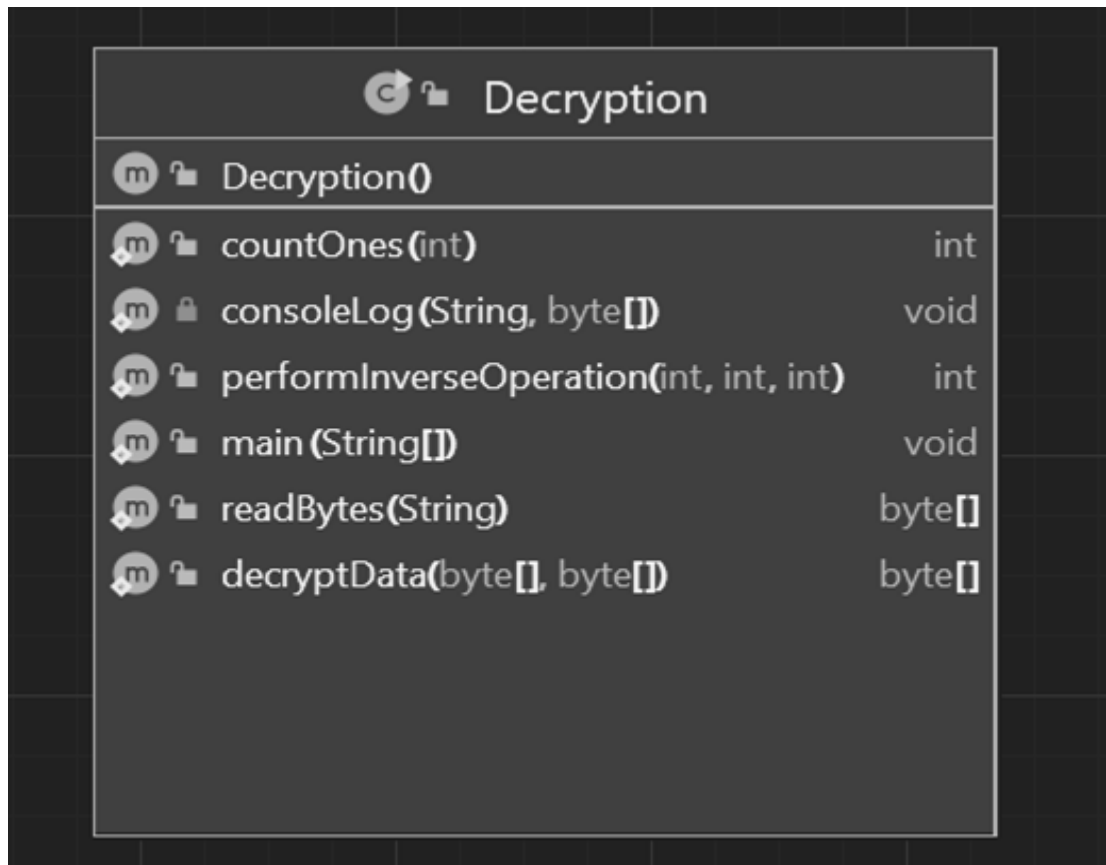 Decryption
Decryption()
countOnes(int) int
consoleLog(String, byte[]) void
performInverseOperation(int, int, int) int
main(String[]) void
readBytes(String) byte[]
decryptData(byte[], byte[]) byte[]